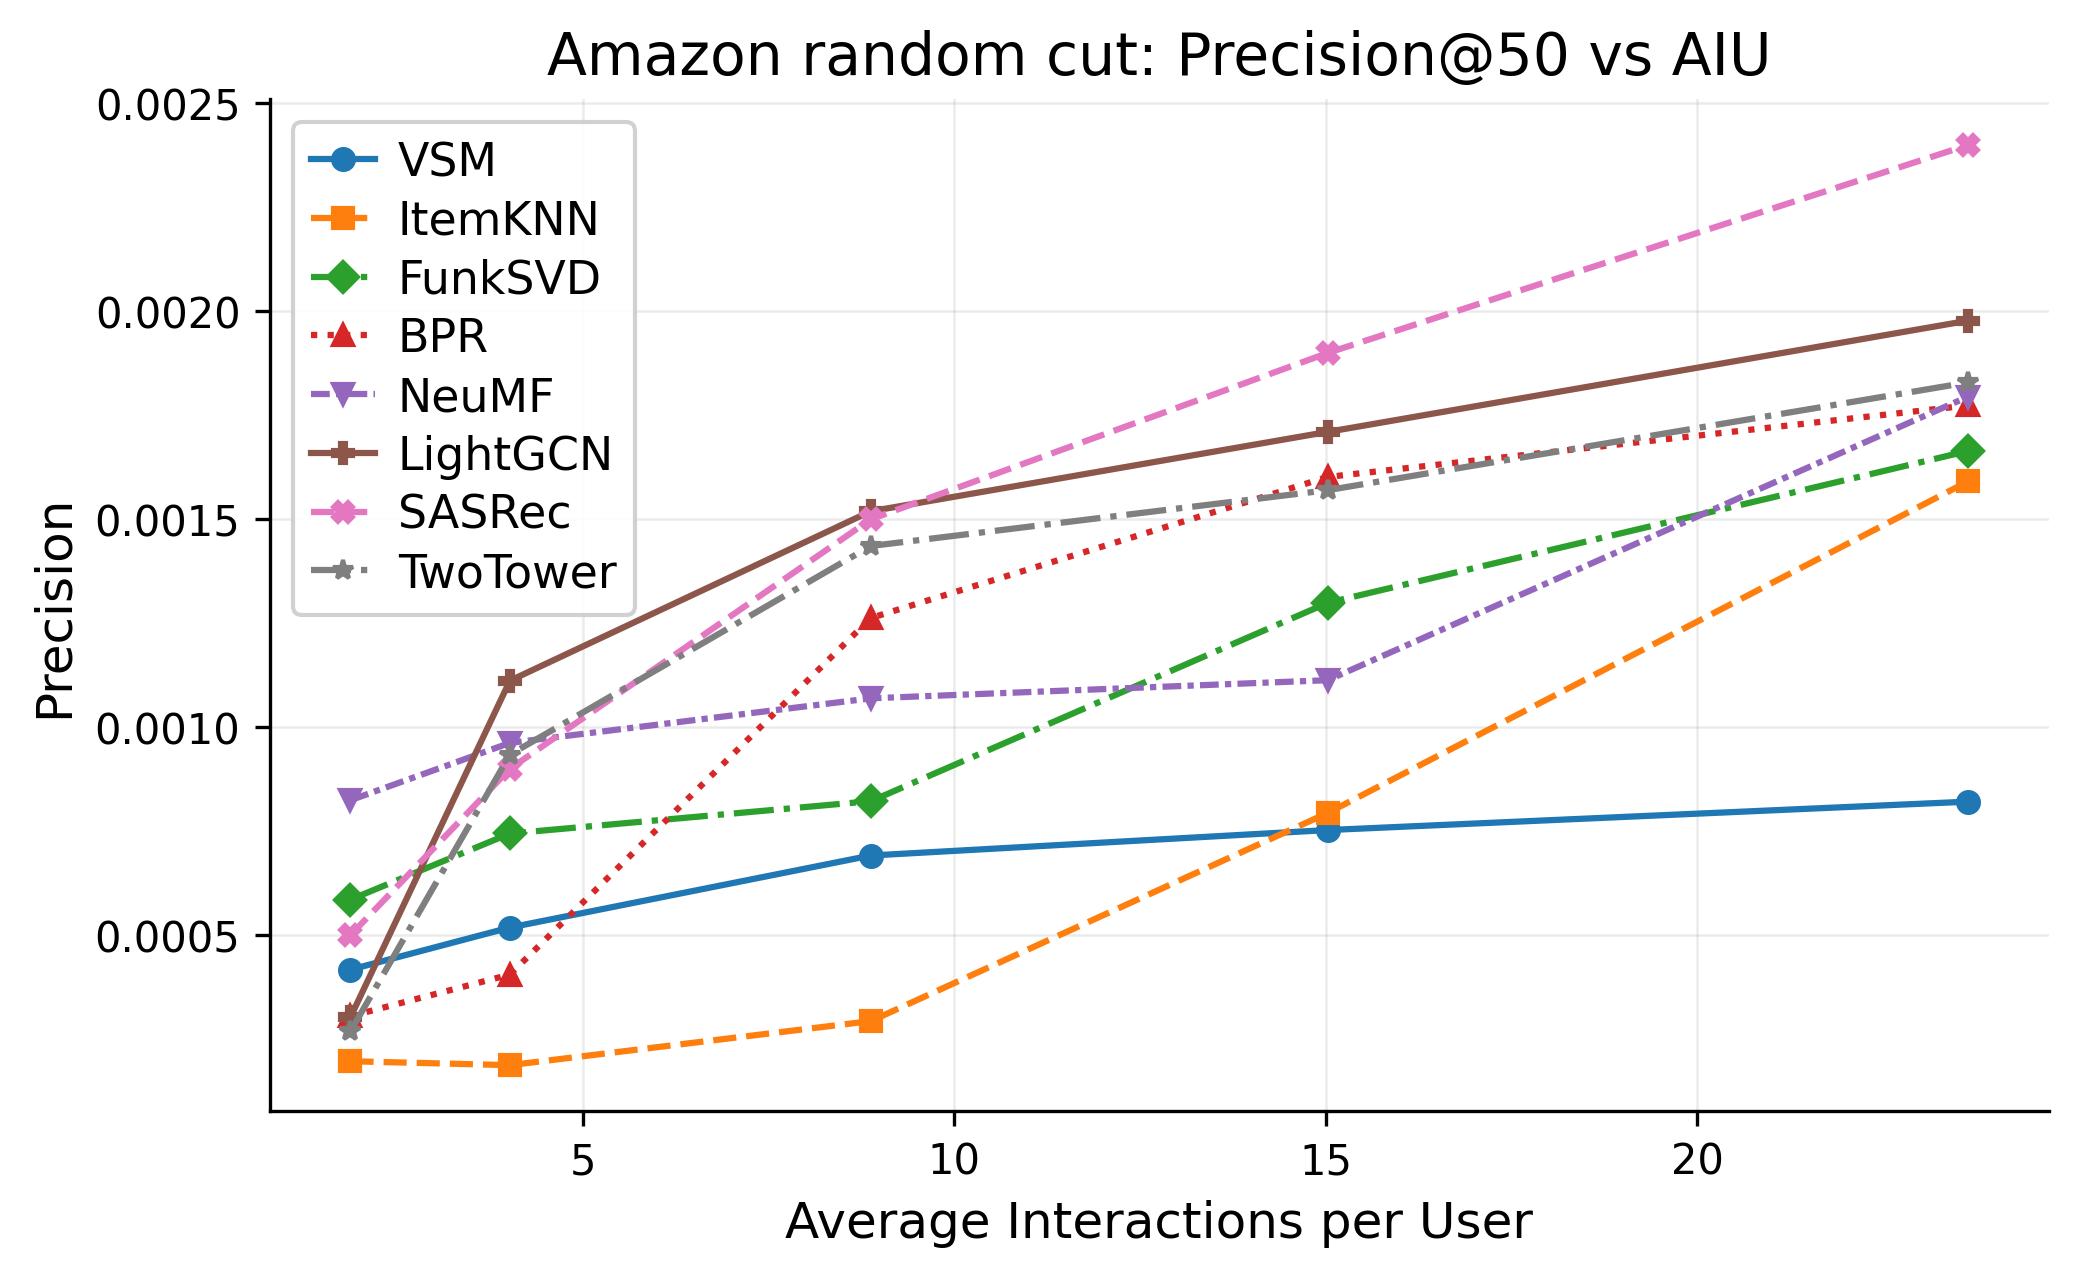 Amazon random cut: Precision@50 vs AIU
0.0025
0.0020
0.0015
0.0010
0.0005
Precision
VSM
ItemKNN
FunkSVD
BPR
NeuMF
LightGCN
SASRec
TwoTower
5 10 15 20
Average Interactions per User